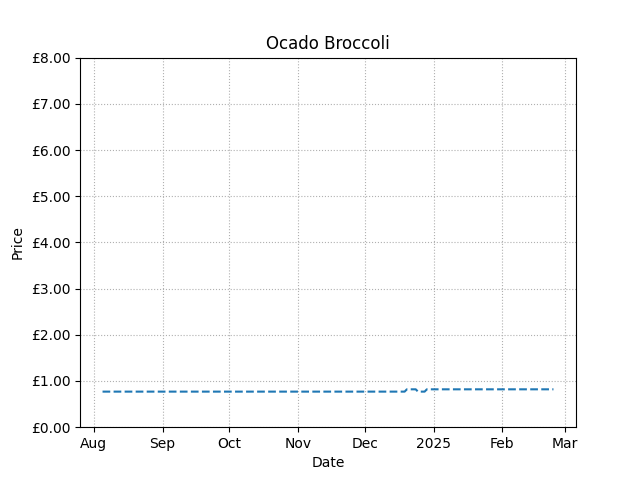 Ocado Broccoli
£8.00
£7.00
£6.00
£5.00
£4.00
£3.00
£2.00
£1.00
£0.00
Price
Aug Sep Oct Nov Dec 2025 Feb Mar
Date